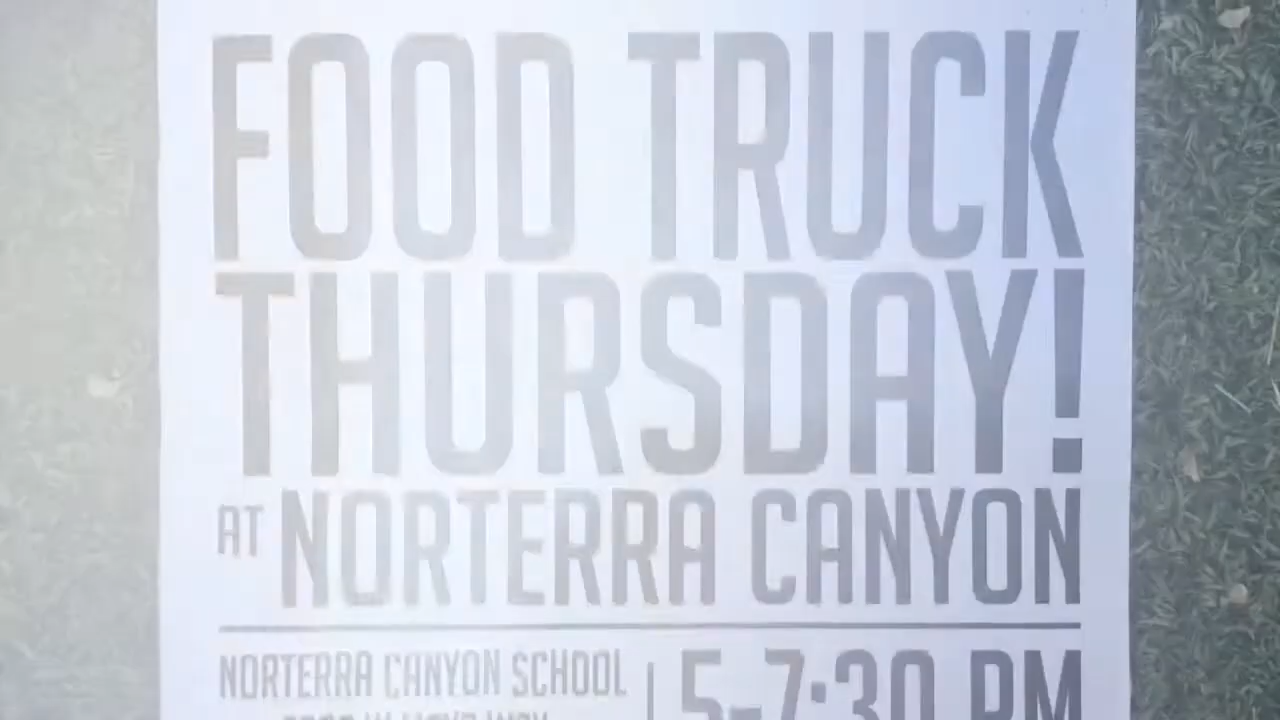 FOOD TRUCK
THURSDAY!
AT NORTERRA CANYON
NORTERRA CANYON SCHOOL
5-7:30 PM